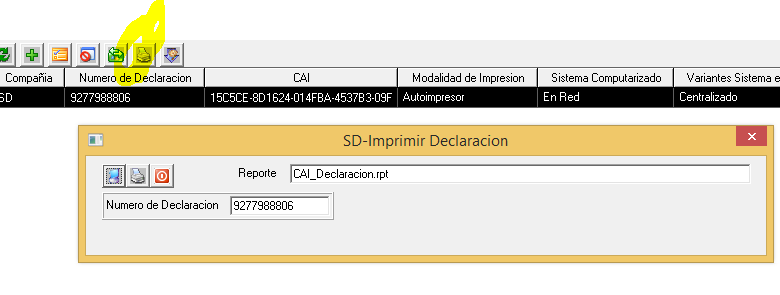 Compañia Numero de Declaracion CAI Modalidad de Impresion Sistema Computarizado Variantes Sistema e
SD 9277988806 15C5CE-8D1624-014FBA-4537B3-09F Autoimpresor En Red Centralizado
SD-Imprimir Declaracion
Reporte CAI_Declaracion.rpt
Numero de Declaracion 9277988806